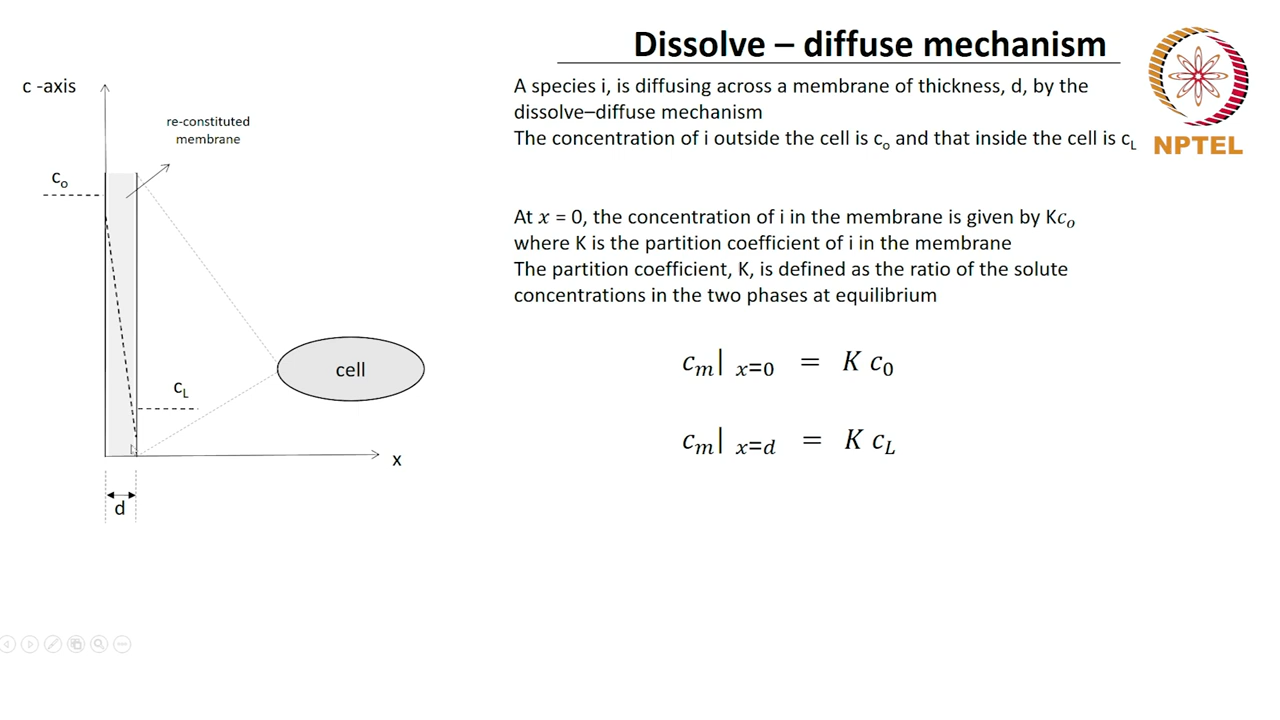 Dissolve – diffuse mechanism
A species i, is diffusing across a membrane of thickness, d, by the
dissolve–diffuse mechanism
The concentration of i outside the cell is co and that inside the cell is cL
NPTEL
c -axis
re-constituted
membrane
co
At x = 0, the concentration of i in the membrane is given by Kco
where K is the partition coefficient of i in the membrane
The partition coefficient, K, is defined as the ratio of the solute
concentrations in the two phases at equilibrium
cm| x=0 = K c0
cell
cL
cm| x=d = K cL
x
d